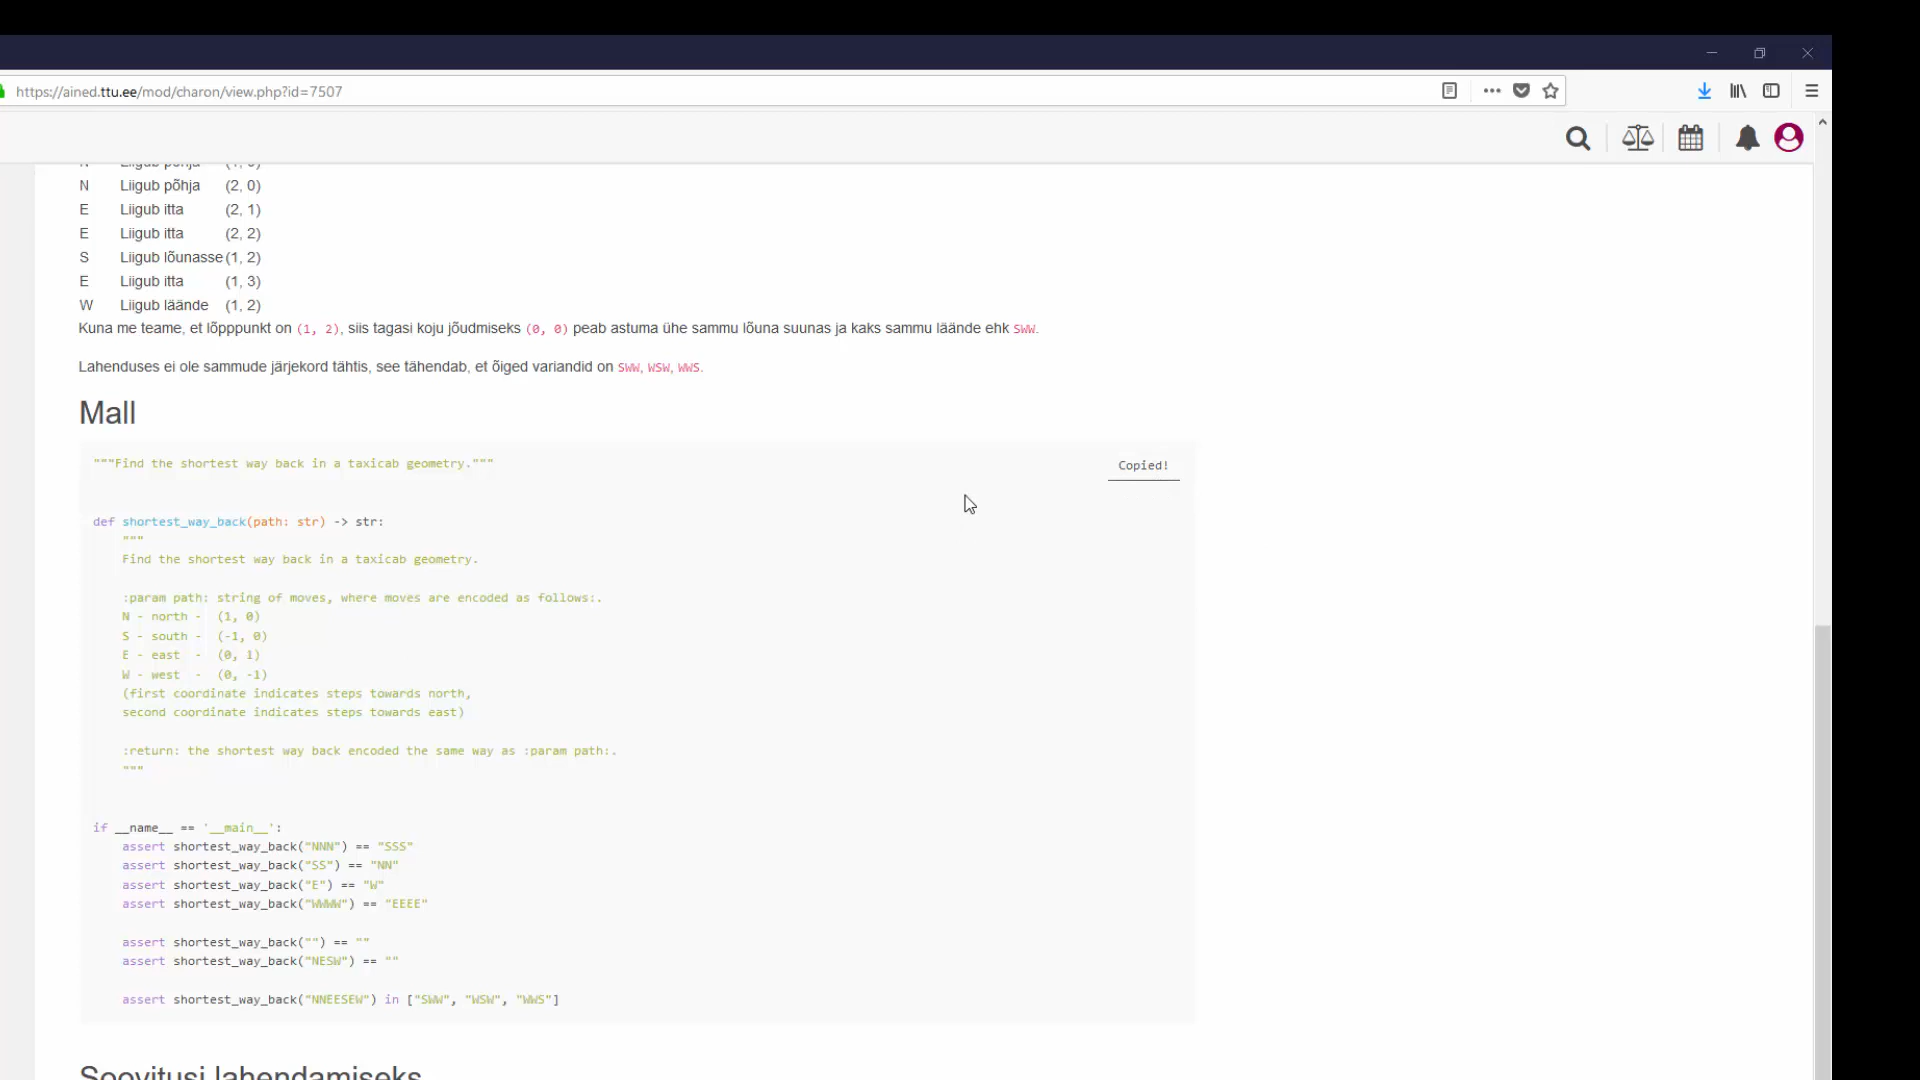 https://ained.ttu.ee/mod/charon/view.php?id=7507
N Liigub põhja (1, 0)
N Liigub põhja (2, 0)
E Liigub itta (2, 1)
E Liigub itta (2, 2)
S Liigub lõunasse (1, 2)
E Liigub itta (1, 3)
W Liigub läände (1, 2)
Kuna me teame, et lõpppunkt on (1, 2), siis tagasi koju jõudmiseks (0, 0) peab astuma ühe sammu lõuna suunas ja kaks sammu läände ehk SWW.
Lahenduses ei ole sammude järjekord tähtis, see tähendab, et õiged variandid on SWW, WSW, WWS.
Mall
Copied!
"""Find the shortest way back in a taxicab geometry."""
def shortest_way_back(path: str) -> str:
"""
Find the shortest way back in a taxicab geometry.
:param path: string of moves, where moves are encoded as follows:.
N - north - (1, 0)
S - south - (-1, 0)
E - east - (0, 1)
W - west - (0, -1)
(first coordinate indicates steps towards north,
second coordinate indicates steps towards east)
:return: the shortest way back encoded the same way as :param path:.
"""
if __name__ == '__main__':
assert shortest_way_back("NNN") == "SSS"
assert shortest_way_back("SS") == "NN"
assert shortest_way_back("E") == "W"
assert shortest_way_back("WWWW") == "EEEE"
assert shortest_way_back("") == ""
assert shortest_way_back("NESW") == ""
assert shortest_way_back("NNEESEW") in ["SWW", "WSW", "WWS"]
Soovitusi lahendamiseks